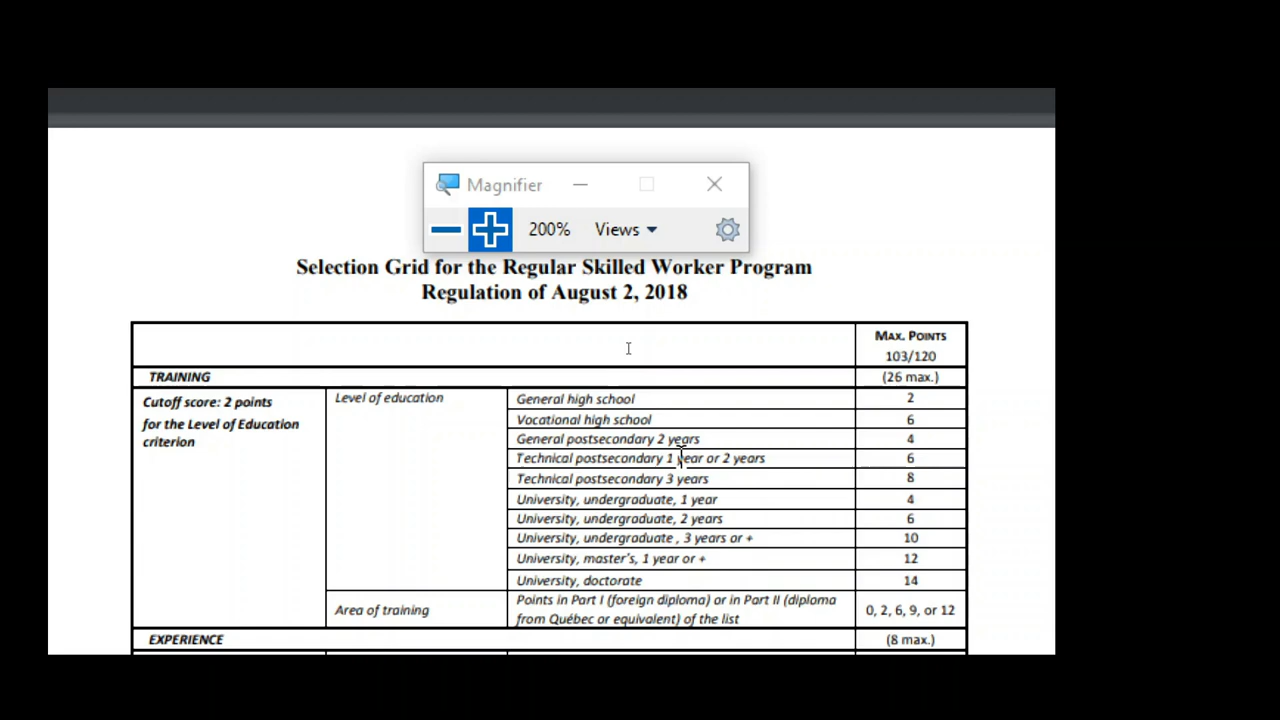 Magnifier
200% Views
Selection Grid for the Regular Skilled Worker Program
Regulation of August 2, 2018
MAX. POINTS
103/120
TRAINING (26 max.)
Cutoff score: 2 points
for the Level of Education
criterion
Level of education
General high school 2
Vocational high school 6
General postsecondary 2 years 4
Technical postsecondary 1 year or 2 years 6
Technical postsecondary 3 years 8
University, undergraduate, 1 year 4
University, undergraduate, 2 years 6
University, undergraduate , 3 years or + 10
University, master's, 1 year or + 12
University, doctorate 14
Area of training
Points in Part I (foreign diploma) or in Part II (diploma
from Québec or equivalent) of the list
0, 2, 6, 9, or 12
EXPERIENCE (8 max.)